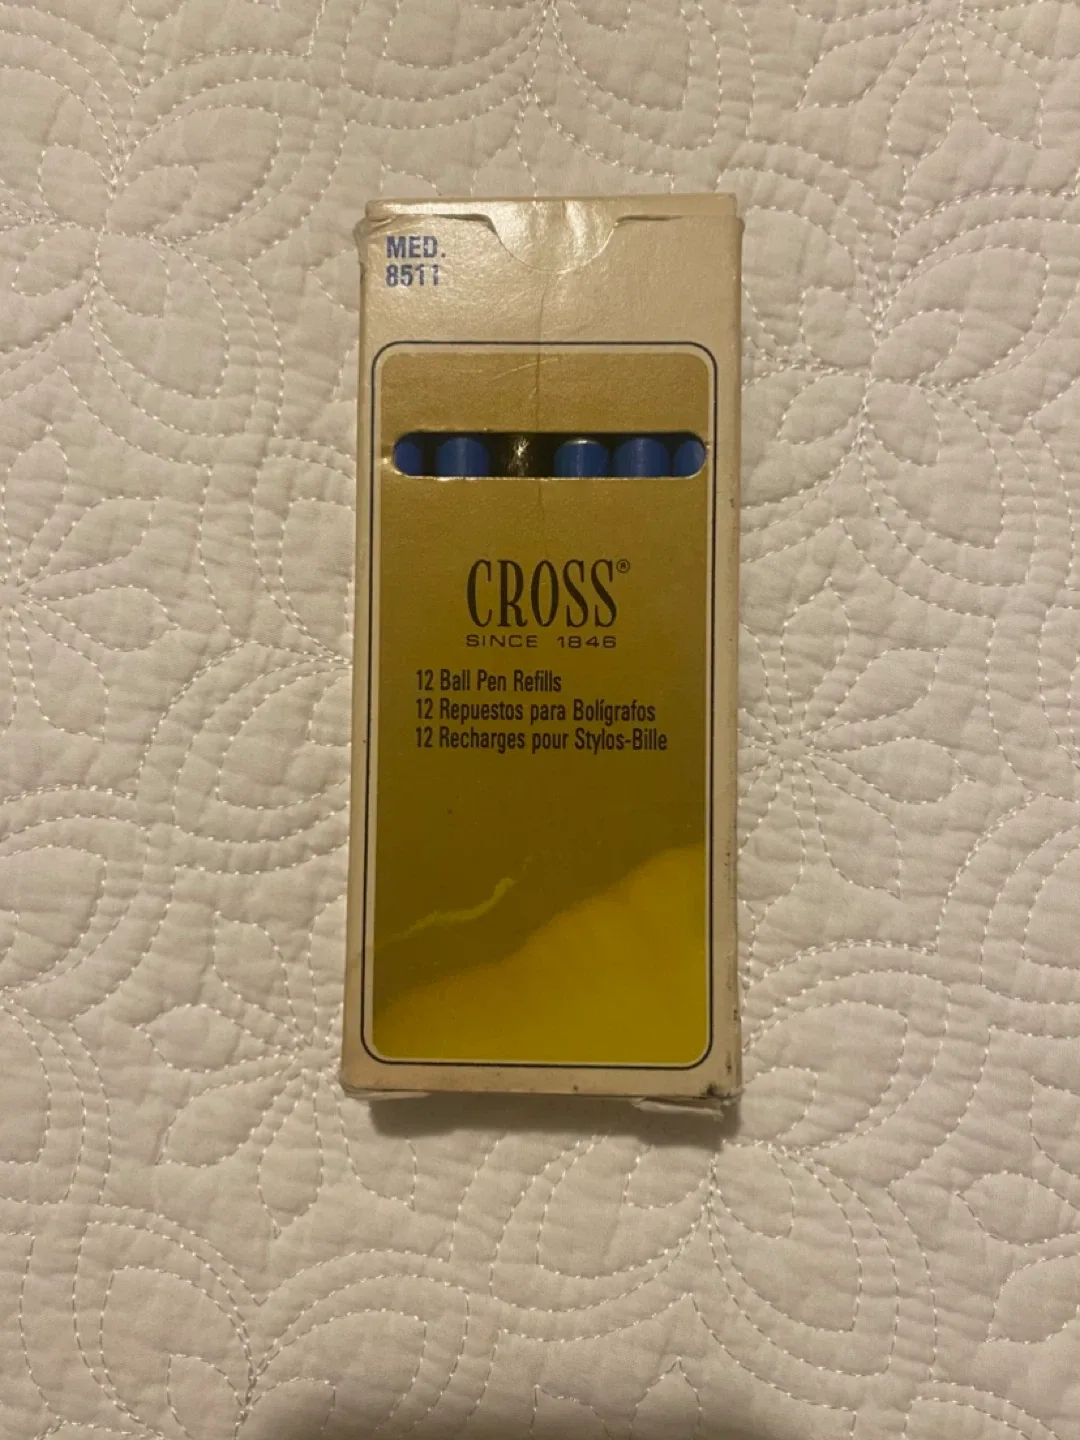 MED.
8511
CROSS®
SINCE 1846
12 Ball Pen Refills
12 Repuestos para Bolígrafos
12 Recharges pour Stylos-Bille